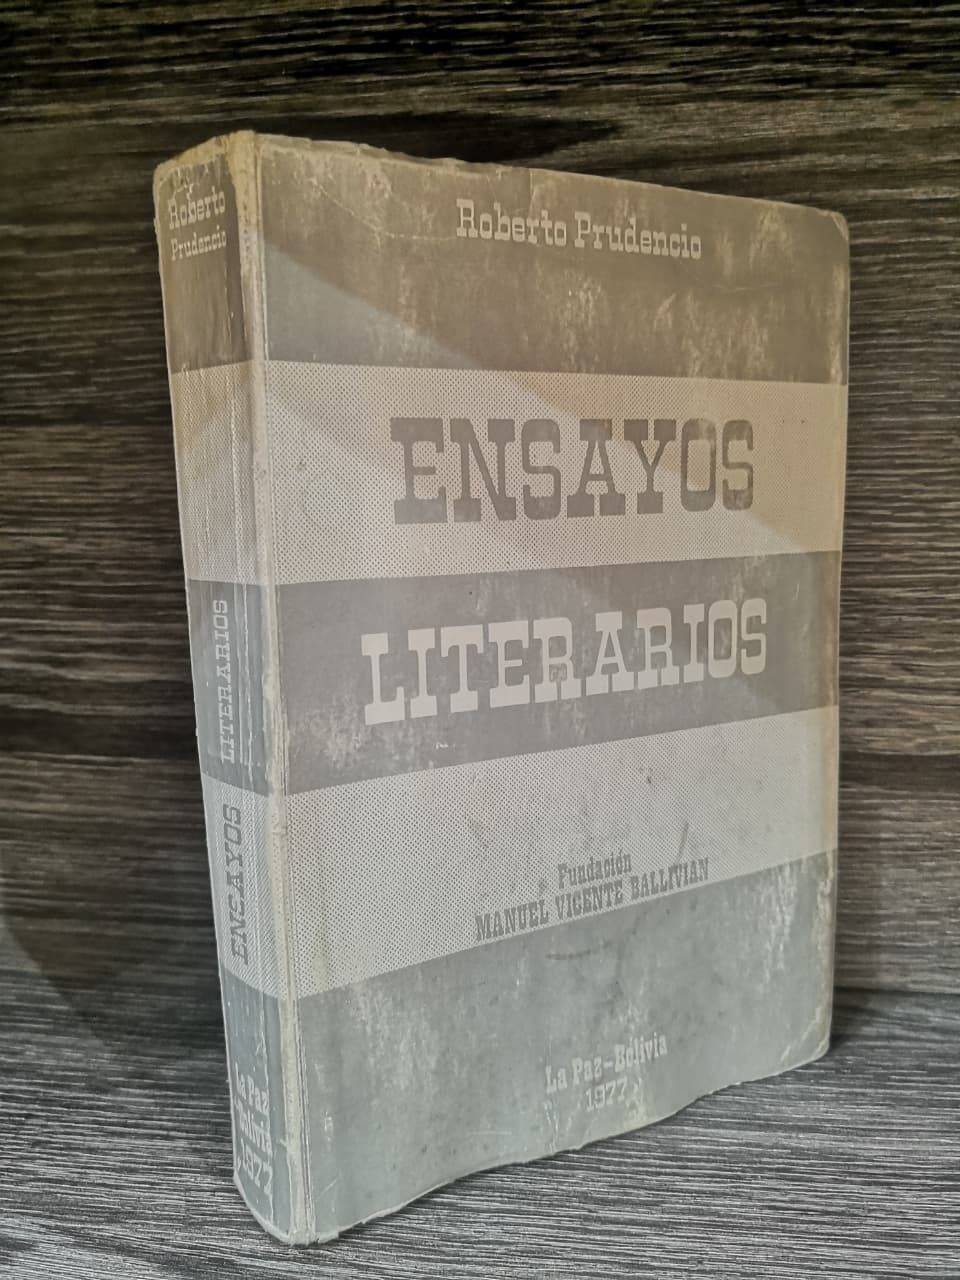 Roberto
Prudencio
LITERARIOS
ENSAYOS
La Paz
Bolivia
1977
Roberto Prudencio
ENSAYOS
LITERARIOS
Fundación
MANUEL VICENTE BALLIVIAN
La Paz-Bolivia
1977